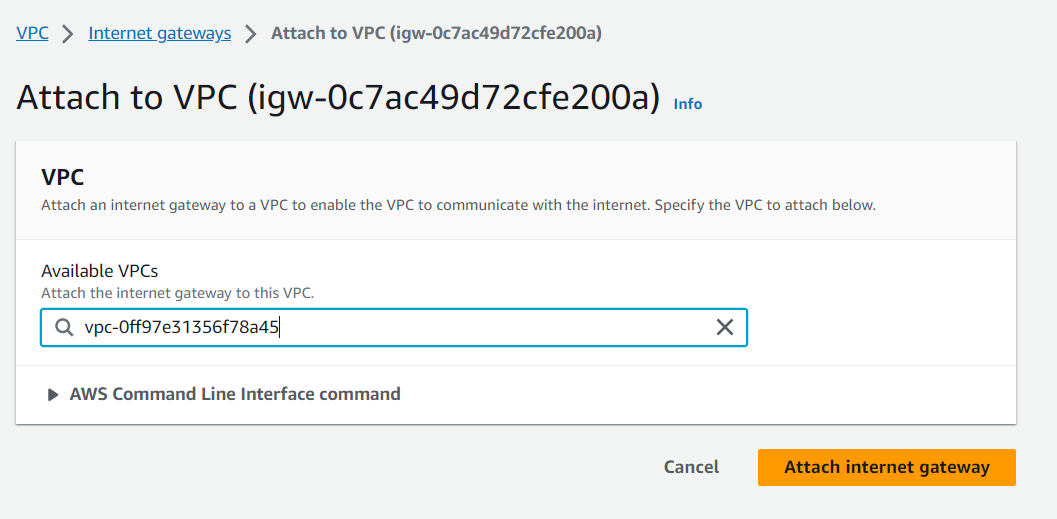 VPC > Internet gateways > Attach to VPC (igw-0c7ac49d72cfe200a)
Attach to VPC (igw-0c7ac49d72cfe200a) Info
VPC
Attach an internet gateway to a VPC to enable the VPC to communicate with the internet. Specify the VPC to attach below.
Available VPCs
Attach the internet gateway to this VPC.
vpc-0ff97e31356f78a45
AWS Command Line Interface command
Cancel Attach internet gateway